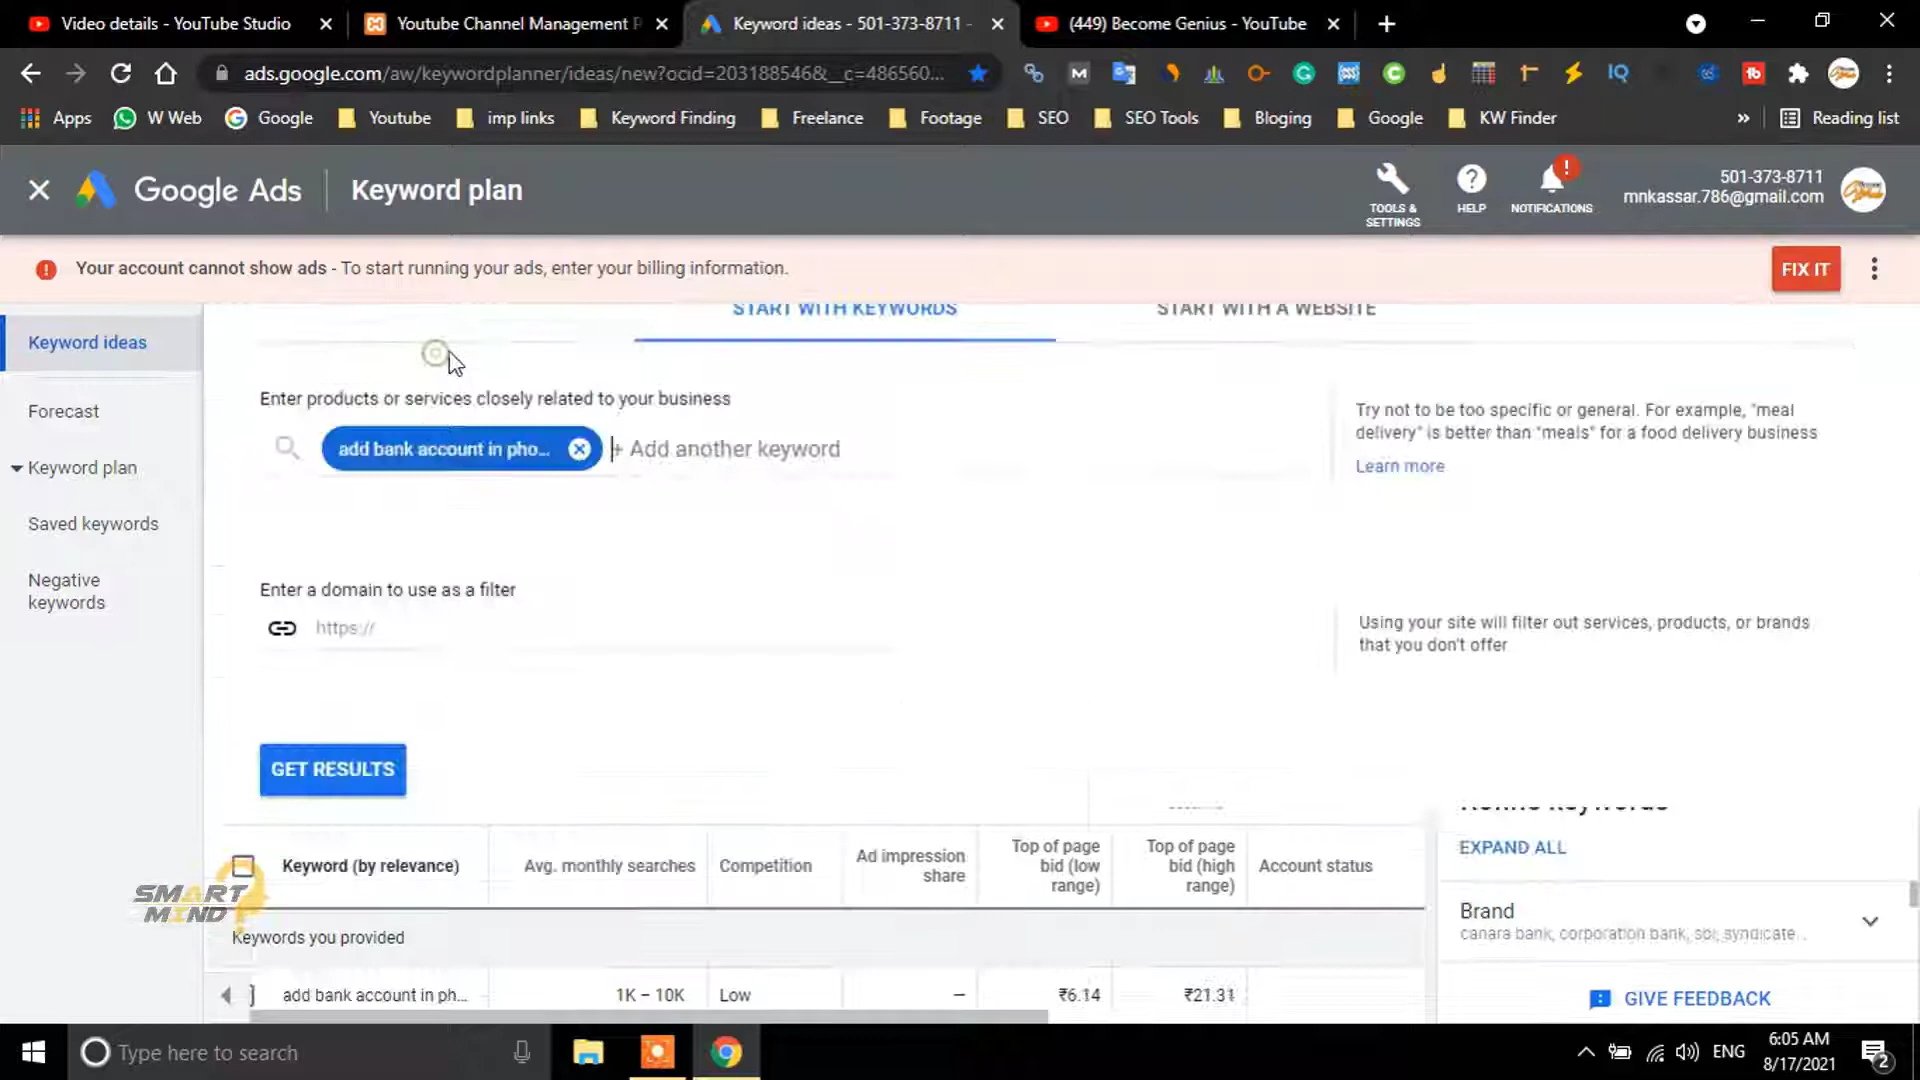 Video details - YouTube Studio
Youtube Channel Management P
Keyword ideas - 501-373-8711 -
(449) Become Genius - YouTube
ads.google.com/aw/keywordplanner/ideas/new?ocid=203188546&__c=486560...
Apps
W Web
Google
Youtube
imp links
Keyword Finding
Freelance
Footage
SEO
SEO Tools
Bloging
Google
KW Finder
»
Reading list
Google Ads
Keyword plan
TOOLS &
SETTINGS
HELP
NOTIFICATIONS
501-373-8711
mnkassar.786@gmail.com
Your account cannot show ads - To start running your ads, enter your billing information.
FIX IT
Keyword ideas
Forecast
Keyword plan
Saved keywords
Negative
keywords
START WITH KEYWORDS
START WITH A WEBSITE
Enter products or services closely related to your business
add bank account in pho...
+ Add another keyword
Try not to be too specific or general. For example, "meal
delivery" is better than "meals" for a food delivery business
Learn more
Enter a domain to use as a filter
https://
Using your site will filter out services, products, or brands
that you don't offer
GET RESULTS
Keyword (by relevance)
Avg. monthly searches
Competition
Ad impression
share
Top of page
bid (low
range)
Top of page
bid (high
range)
Account status
EXPAND ALL
Brand
canara bank, corporation bank, sbi, syndicate...
SMART
MIND
Keywords you provided
add bank account in ph...
1K – 10K
Low
–
₹6.14
₹21.31
GIVE FEEDBACK
Type here to search
ENG
6:05 AM
8/17/2021
2